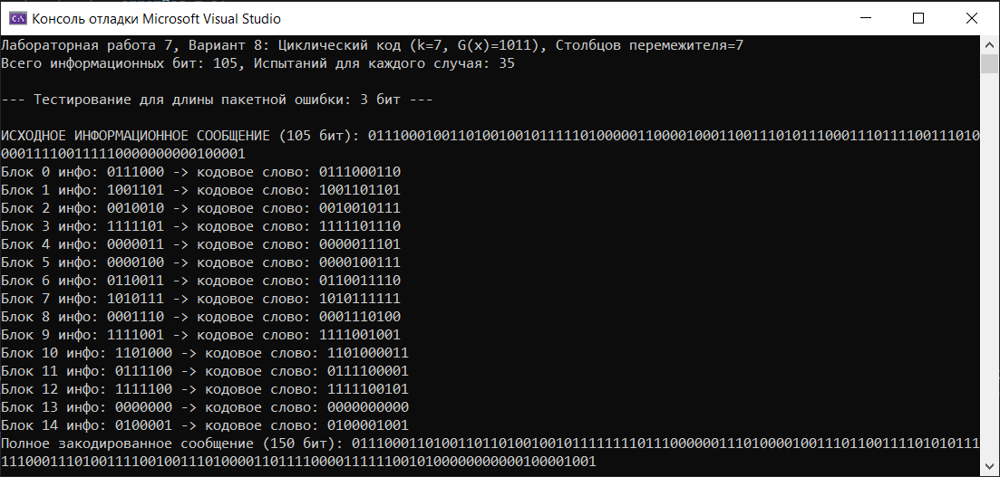 Консоль отладки Microsoft Visual Studio
Лабораторная работа 7, Вариант 8: Циклический код (k=7, G(x)=1011), Столбцов перемежителя=7
Всего информационных бит: 105, Испытаний для каждого случая: 35
--- Тестирование для длины пакетной ошибки: 3 бит ---
ИСХОДНОЕ ИНФОРМАЦИОННОЕ СООБЩЕНИЕ (105 бит): 011100010011010010010111110100000110000100011001110101110001110111100111010
000111100111110000000000100001
Блок 0 инфо: 0111000 -> кодовое слово: 0111000110
Блок 1 инфо: 1001101 -> кодовое слово: 1001101101
Блок 2 инфо: 0010010 -> кодовое слово: 0010010111
Блок 3 инфо: 1111101 -> кодовое слово: 1111101110
Блок 4 инфо: 0000011 -> кодовое слово: 0000011101
Блок 5 инфо: 0000100 -> кодовое слово: 0000100111
Блок 6 инфо: 0110011 -> кодовое слово: 0110011110
Блок 7 инфо: 1010111 -> кодовое слово: 1010111111
Блок 8 инфо: 0001110 -> кодовое слово: 0001110100
Блок 9 инфо: 1111001 -> кодовое слово: 1111001001
Блок 10 инфо: 1101000 -> кодовое слово: 1101000011
Блок 11 инфо: 0111100 -> кодовое слово: 0111100001
Блок 12 инфо: 1111100 -> кодовое слово: 1111100101
Блок 13 инфо: 0000000 -> кодовое слово: 0000000000
Блок 14 инфо: 0100001 -> кодовое слово: 0100001001
Полное закодированное сообщение (150 бит): 01110001101001101101001001011111111011100000011101000010011101100111101010111
1110001110100111100100111010000110111100001111110010100000000000100001001